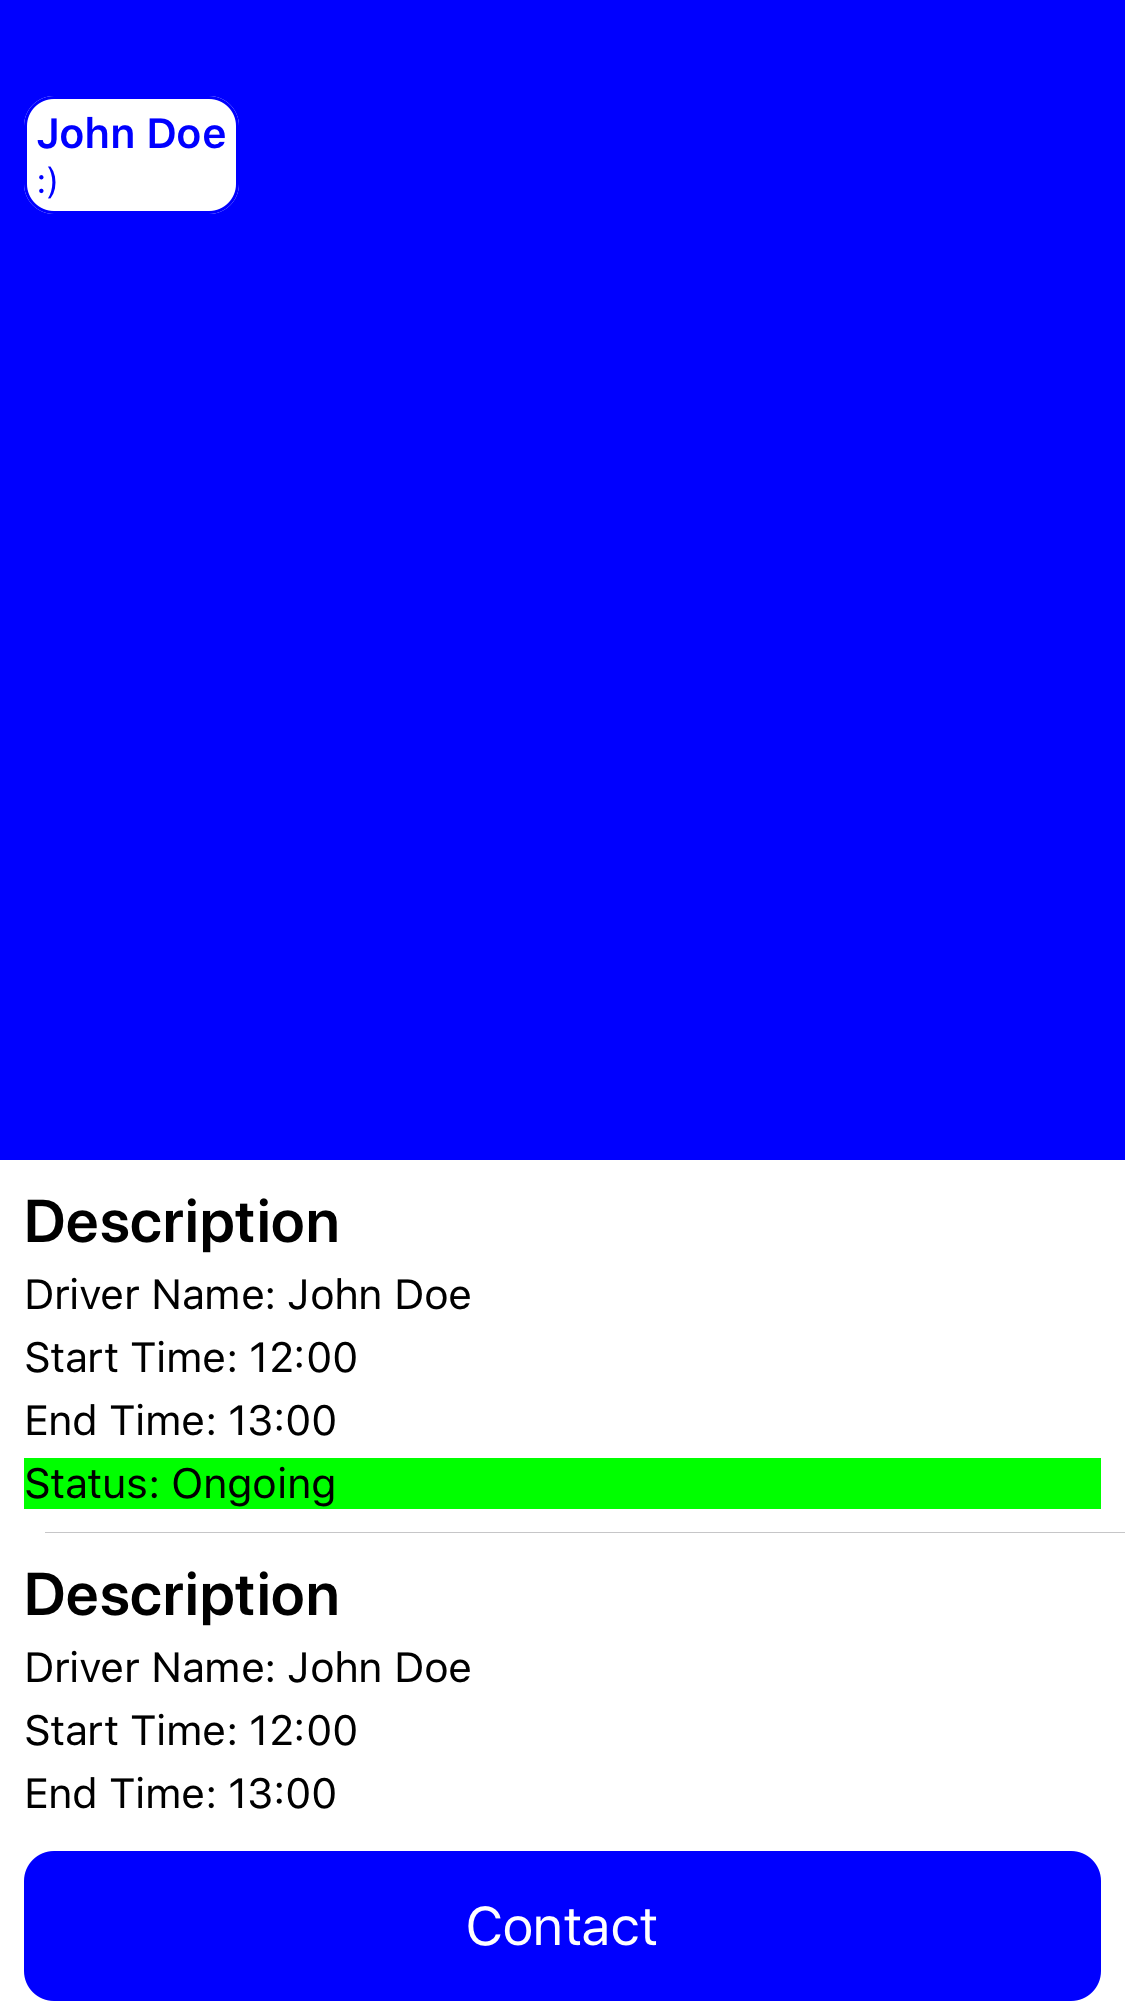 John Doe
:)
Description
Driver Name: John Doe
Start Time: 12:00
End Time: 13:00
Status: Ongoing
Description
Driver Name: John Doe
Start Time: 12:00
End Time: 13:00
Contact